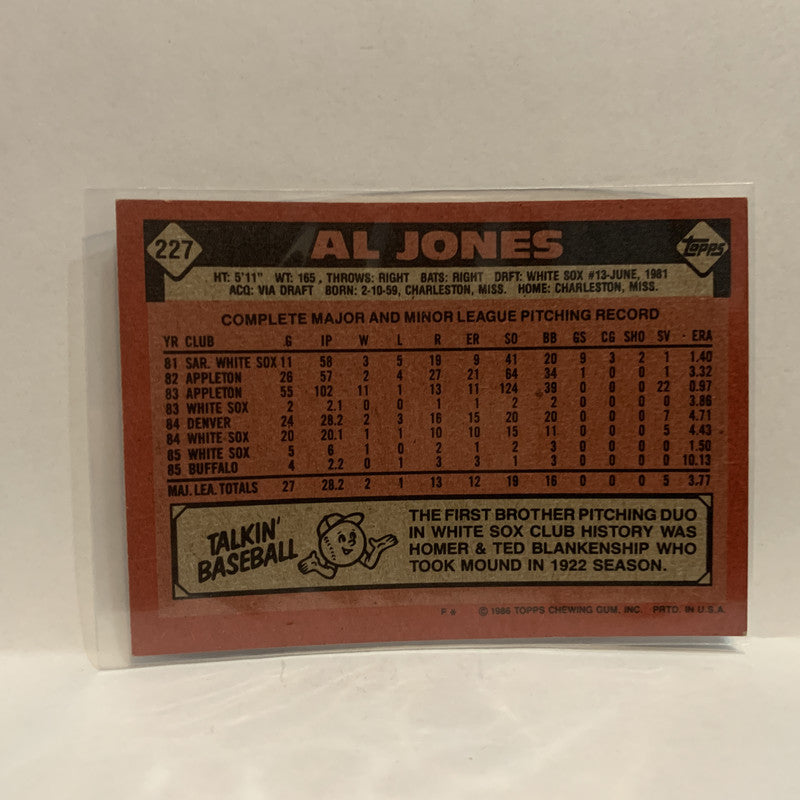 227
AL JONES
Topps
HT: 5'11" WT: 165, THROWS: RIGHT BATS: RIGHT DRFT: WHITE SOX #13-JUNE, 1981
ACQ: VIA DRAFT BORN: 2-10-59, CHARLESTON, MISS. HOME: CHARLESTON, MISS.
COMPLETE MAJOR AND MINOR LEAGUE PITCHING RECORD
YR CLUB G IP W L R ER SO BB GS CG SHO SV ERA
81 SAR. WHITE SOX 11 58 3 5 19 9 41 20 9 3 2 1 1.40
82 APPLETON 26 57 2 4 27 21 64 34 1 0 0 1 3.32
83 APPLETON 55 102 11 1 13 11 124 39 0 0 0 22 0.97
83 WHITE SOX 2 2.1 0 0 1 1 2 2 0 0 0 0 3.86
84 DENVER 24 28.2 2 3 16 15 20 20 0 0 0 7 4.71
84 WHITE SOX 20 20.1 1 1 10 10 15 11 0 0 0 5 4.43
85 WHITE SOX 5 6 1 0 2 1 2 3 0 0 0 0 1.50
85 BUFFALO 4 2.2 0 1 3 3 1 3 0 0 0 0 10.13
MAJ. LEA. TOTALS 27 28.2 2 1 13 12 19 16 0 0 0 5 3.77
TALKIN'
BASEBALL
THE FIRST BROTHER PITCHING DUO
IN WHITE SOX CLUB HISTORY WAS
HOMER & TED BLANKENSHIP WHO
TOOK MOUND IN 1922 SEASON.
F * © 1986 TOPPS CHEWING GUM, INC. PRTD. IN U.S.A.